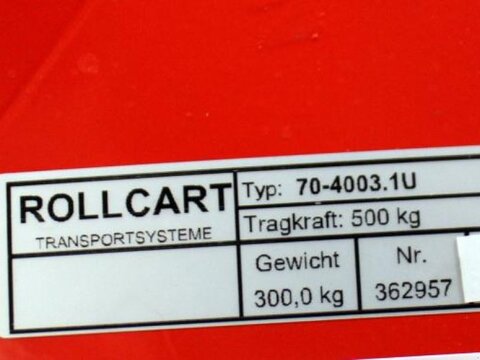 ROLLCART
TRANSPORTSYSTEME
Typ: 70-4003.1U
Tragkraft: 500 kg
Gewicht
300,0 kg
Nr.
362957